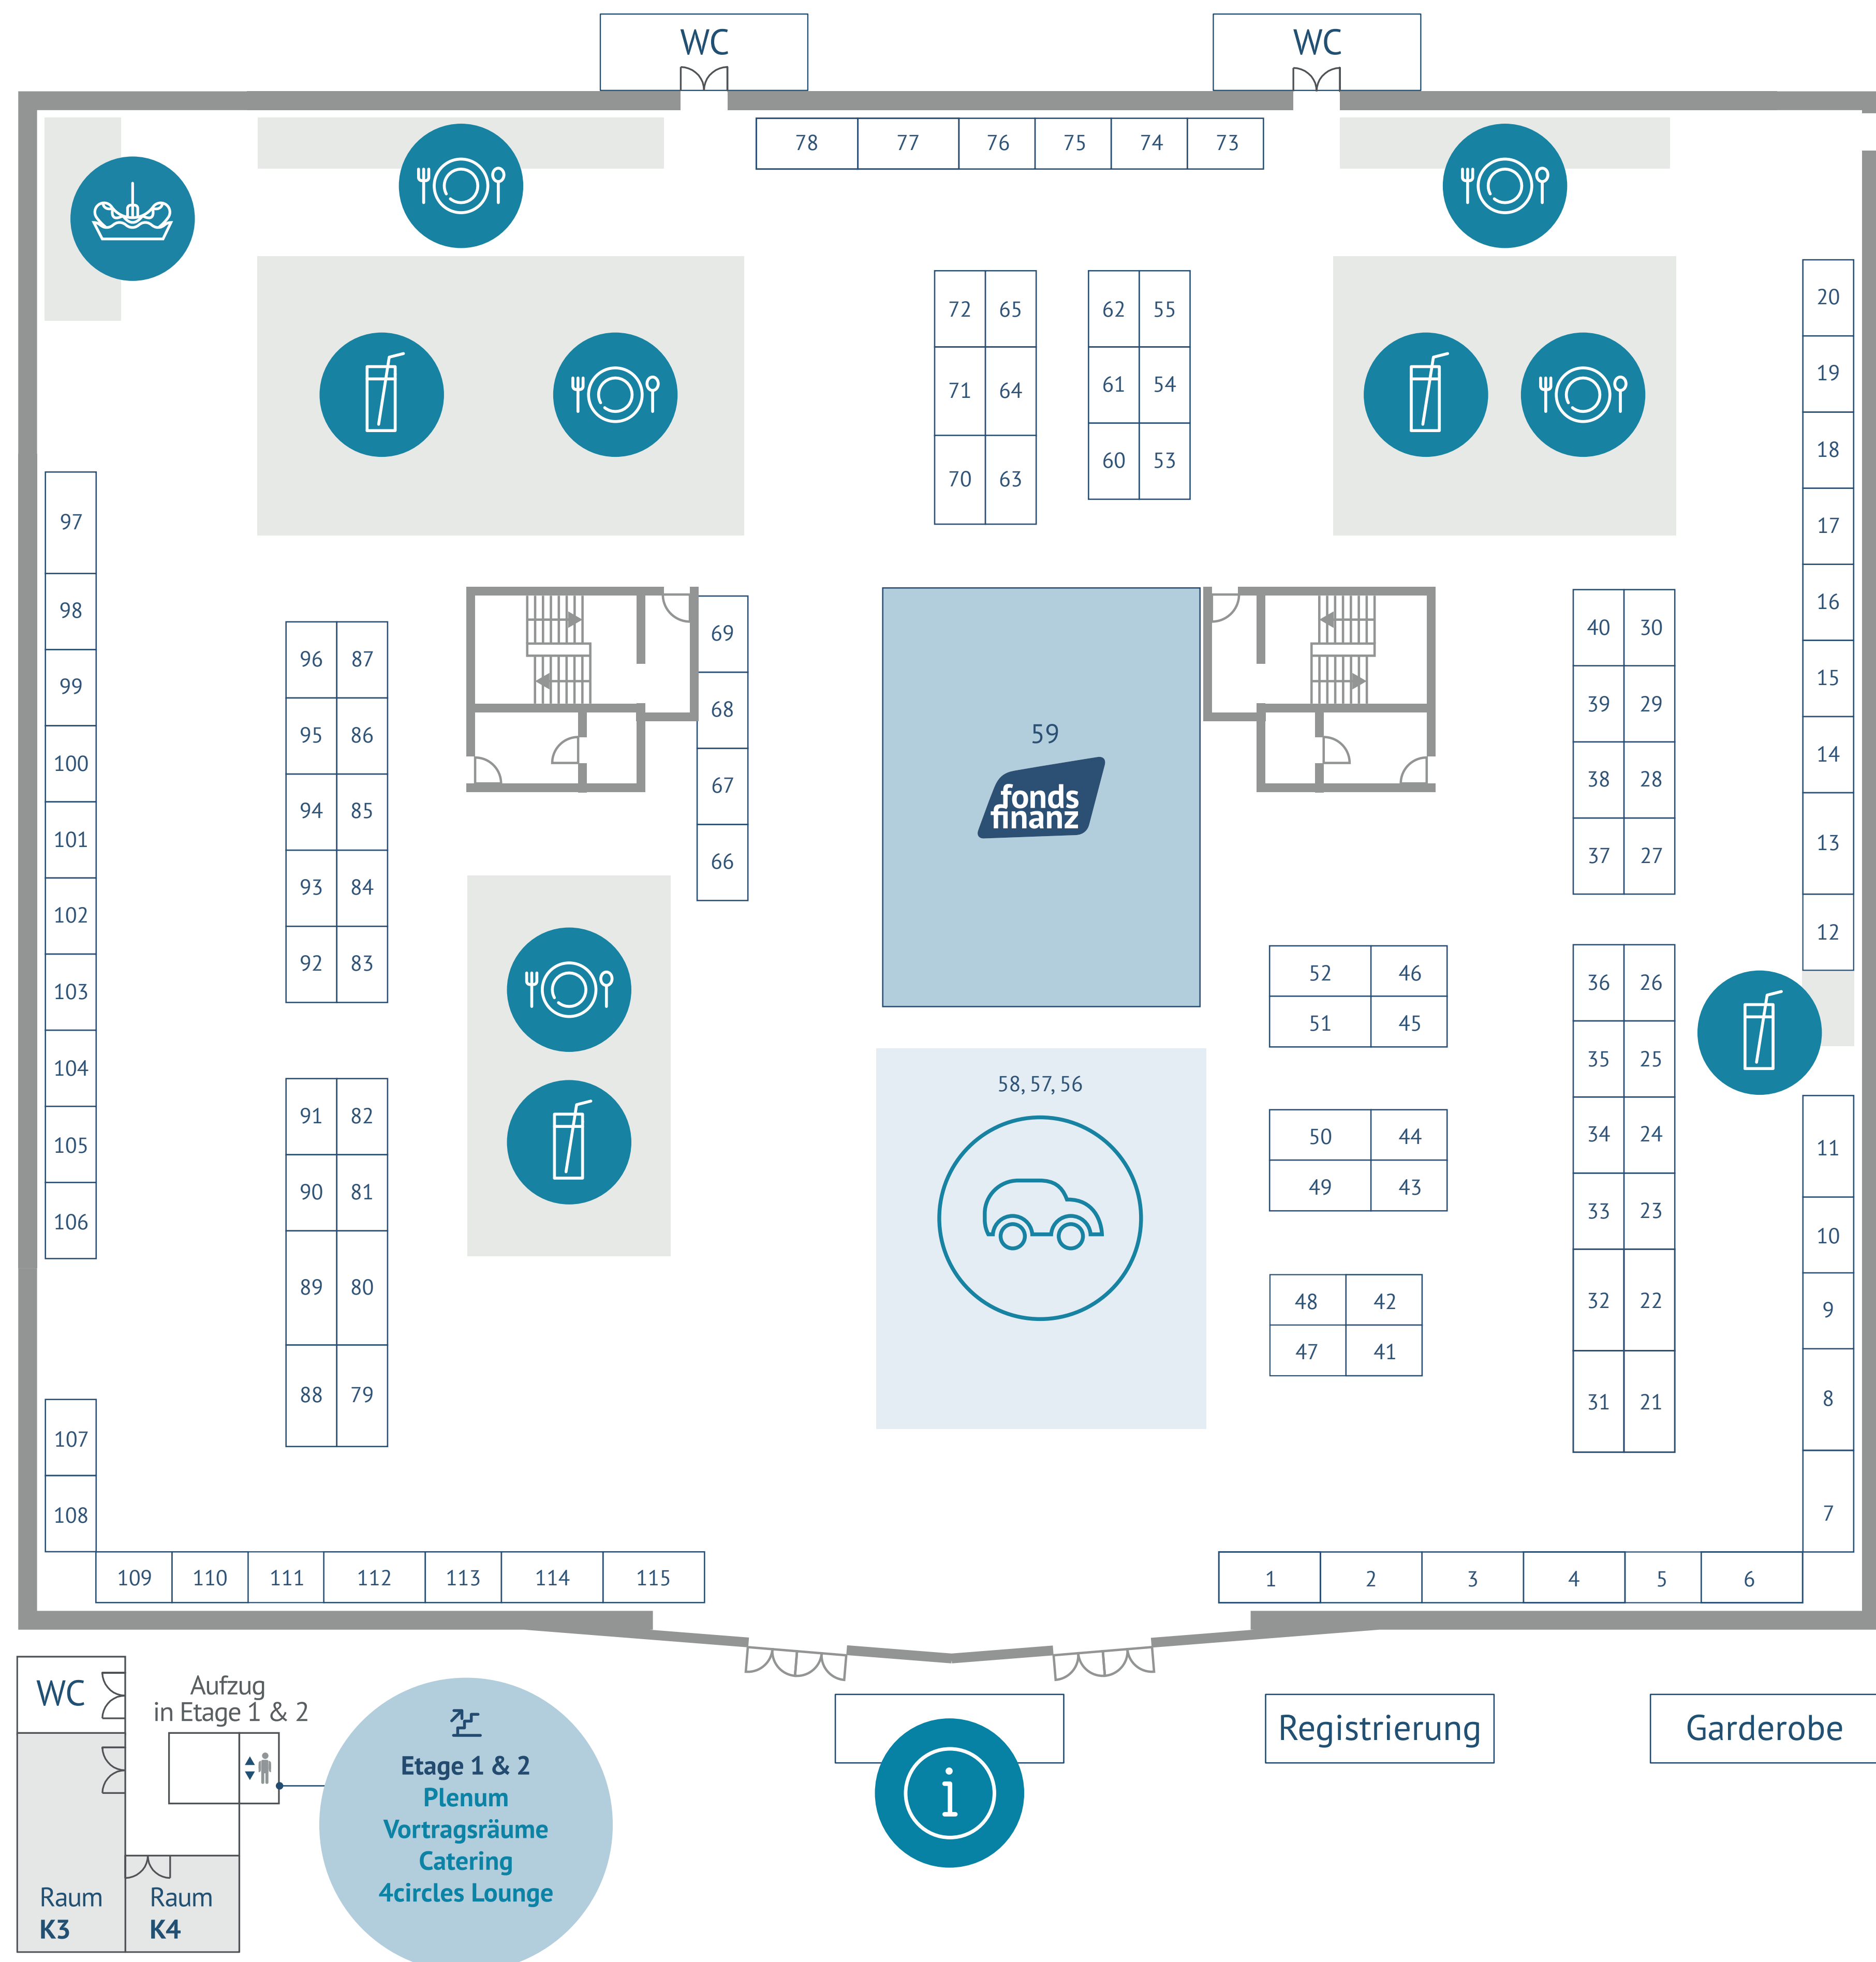 WC
WC
78 77 76 75 74 73
72 65 62 55
71 64 61 54
70 63 60 53
20
19
18
17
16
15
14
13
12
11
10
9
8
7
97
98
99
100
101
102
103
104
105
106
107
108
96 87
95 86
94 85
93 84
92 83
91 82
90 81
89 80
88 79
69
68
67
66
59
fonds
finanz
58, 57, 56
40 30
39 29
38 28
37 27
52 46
51 45
50 44
49 43
48 42
47 41
36 26
35 25
34 24
33 23
32 22
31 21
109 110 111 112 113 114 115
1 2 3 4 5 6
WC
Aufzug
in Etage 1 & 2
Raum
K3
Raum
K4
Etage 1 & 2
Plenum
Vortragsräume
Catering
4circles Lounge
i
Registrierung
Garderobe